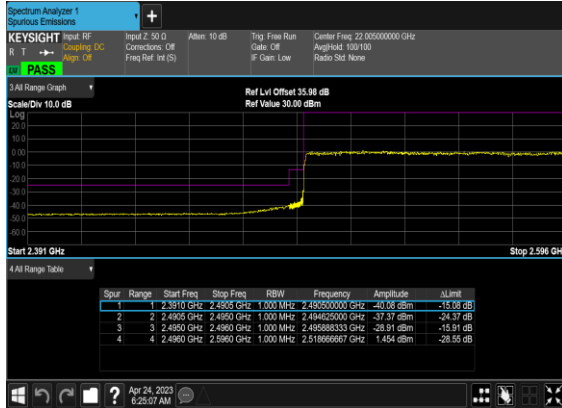 Spectrum Analyzer 1
Spurious Emissions
+
KEYSIGHT Input: RF Input Z: 50 Ω Atten: 10 dB Trig: Free Run Center Freq: 22.005000000 GHz
R T Coupling: DC Corrections: Off Gate: Off Avg|Hold: 100/100
Align: Off Freq Ref: Int (S) IF Gain: Low Radio Std: None
PASS
3 All Range Graph
Ref Lvl Offset 35.98 dB
Scale/Div 10.0 dB Ref Value 30.00 dBm
Log
20.0
10.0
0.00
-10.0
-20.0
-30.0
-40.0
-50.0
-60.0
Start 2.391 GHz Stop 2.596 GH
4 All Range Table
Spur Range Start Freq Stop Freq RBW Frequency Amplitude ΔLimit
1 1 2.3910 GHz 2.4905 GHz 1.000 MHz 2.490500000 GHz -40.08 dBm -15.08 dB
2 2 2.4905 GHz 2.4950 GHz 1.000 MHz 2.494625000 GHz -37.37 dBm -24.37 dB
3 3 2.4950 GHz 2.4960 GHz 1.000 MHz 2.495888333 GHz -28.91 dBm -15.91 dB
4 4 2.4960 GHz 2.5960 GHz 1.000 MHz 2.518666667 GHz 1.454 dBm -28.55 dB
? Apr 24, 2023
6:25:07 AM